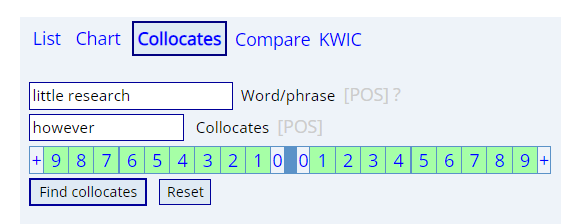 List Chart Collocates Compare KWIC
little research Word/phrase [POS] ?
however Collocates [POS]
+ 9 8 7 6 5 4 3 2 1 0 0 1 2 3 4 5 6 7 8 9 +
Find collocates Reset